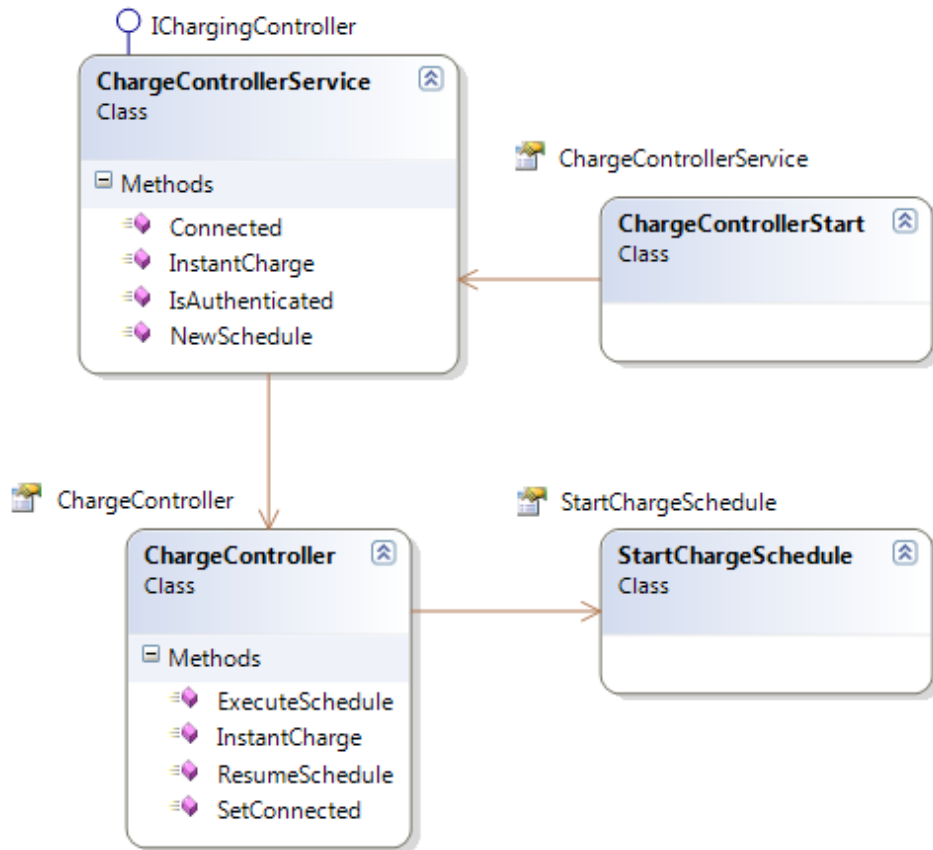 IChargingController
ChargeControllerService
Class
Methods
Connected
InstantCharge
IsAuthenticated
NewSchedule
ChargeControllerService
ChargeControllerStart
Class
ChargeController
ChargeController
Class
Methods
ExecuteSchedule
InstantCharge
ResumeSchedule
SetConnected
StartChargeSchedule
StartChargeSchedule
Class